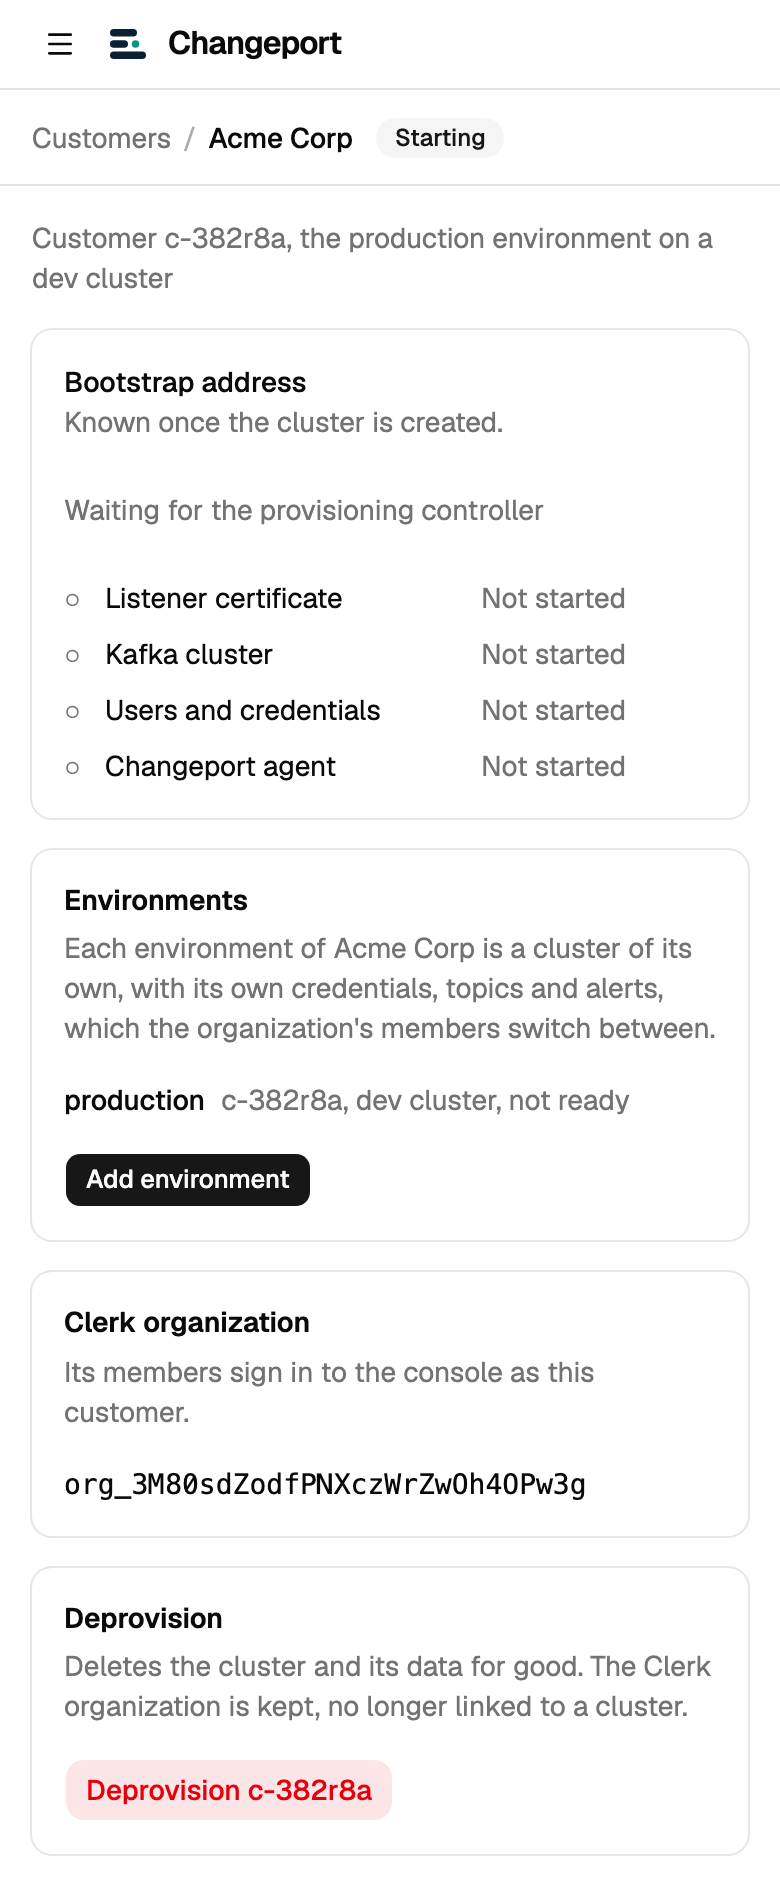 Changeport
Customers / Acme Corp Starting
Customer c-382r8a, the production environment on a
dev cluster
Bootstrap address
Known once the cluster is created.
Waiting for the provisioning controller
Listener certificate Not started
Kafka cluster Not started
Users and credentials Not started
Changeport agent Not started
Environments
Each environment of Acme Corp is a cluster of its
own, with its own credentials, topics and alerts,
which the organization's members switch between.
production c-382r8a, dev cluster, not ready
Add environment
Clerk organization
Its members sign in to the console as this
customer.
org_3M80sdZodfPNXczWrZwOh4OPw3g
Deprovision
Deletes the cluster and its data for good. The Clerk
organization is kept, no longer linked to a cluster.
Deprovision c-382r8a